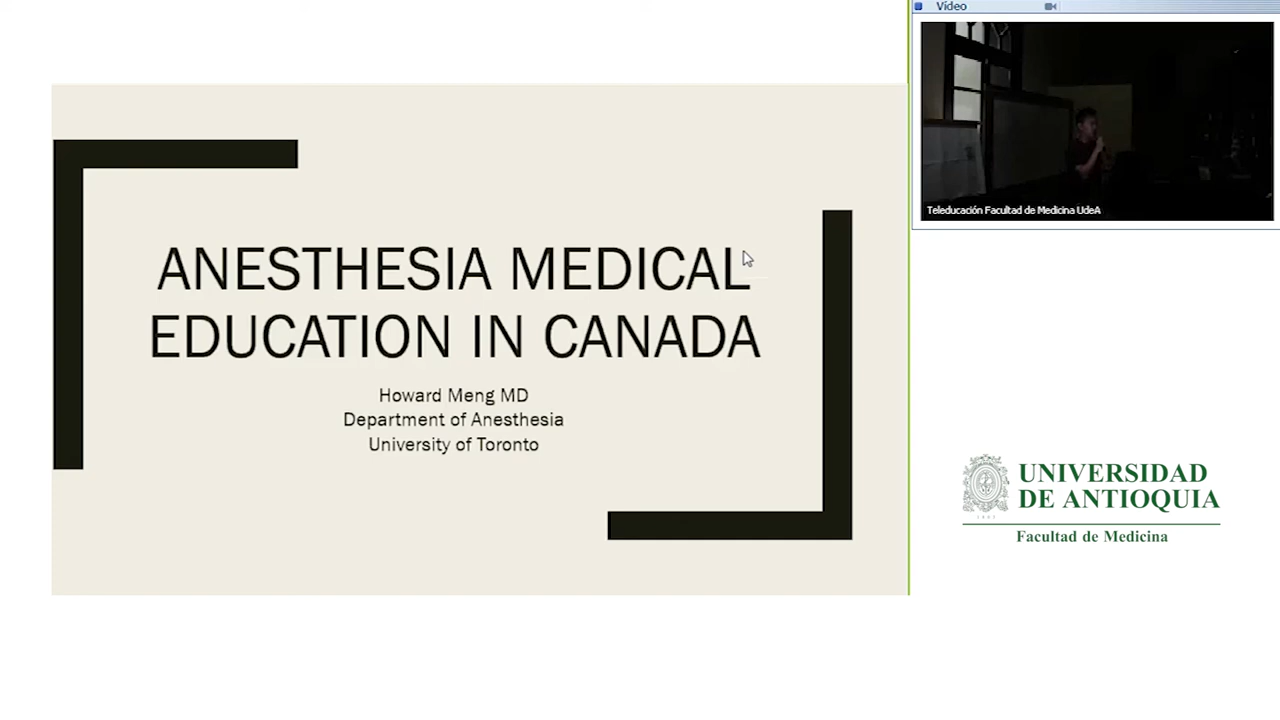 Vídeo
Teleducación Facultad de Medicina UdeA
ANESTHESIA MEDICAL
EDUCATION IN CANADA
Howard Meng MD
Department of Anesthesia
University of Toronto
UNIVERSIDAD
DE ANTIOQUIA
Facultad de Medicina